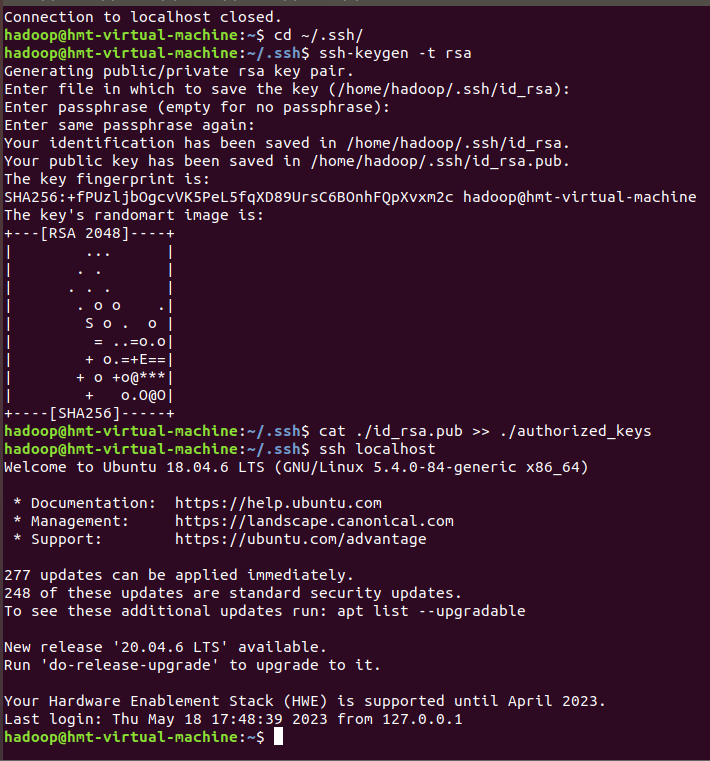 Connection to localhost closed.
hadoop@hmt-virtual-machine:~$ cd ~/.ssh/
hadoop@hmt-virtual-machine:~/.ssh$ ssh-keygen -t rsa
Generating public/private rsa key pair.
Enter file in which to save the key (/home/hadoop/.ssh/id_rsa):
Enter passphrase (empty for no passphrase):
Enter same passphrase again:
Your identification has been saved in /home/hadoop/.ssh/id_rsa.
Your public key has been saved in /home/hadoop/.ssh/id_rsa.pub.
The key fingerprint is:
SHA256:+fPUzljbOgcvVK5PeL5fqXD89UrsC6BOnhFQpXvxm2c hadoop@hmt-virtual-machine
The key's randomart image is:
+---[RSA 2048]----+
|        ...      |
|       . .       |
|      . . .      |
|       . o o    .|
|        S o .  o |
|         = ..=o.o|
|        + o.=+E==|
|       + o +o@***|
|        +   o.O@O|
+----[SHA256]-----+
hadoop@hmt-virtual-machine:~/.ssh$ cat ./id_rsa.pub >> ./authorized_keys
hadoop@hmt-virtual-machine:~/.ssh$ ssh localhost
Welcome to Ubuntu 18.04.6 LTS (GNU/Linux 5.4.0-84-generic x86_64)

 * Documentation:  https://help.ubuntu.com
 * Management:     https://landscape.canonical.com
 * Support:        https://ubuntu.com/advantage

277 updates can be applied immediately.
248 of these updates are standard security updates.
To see these additional updates run: apt list --upgradable

New release '20.04.6 LTS' available.
Run 'do-release-upgrade' to upgrade to it.

Your Hardware Enablement Stack (HWE) is supported until April 2023.
Last login: Thu May 18 17:48:39 2023 from 127.0.0.1
hadoop@hmt-virtual-machine:~$